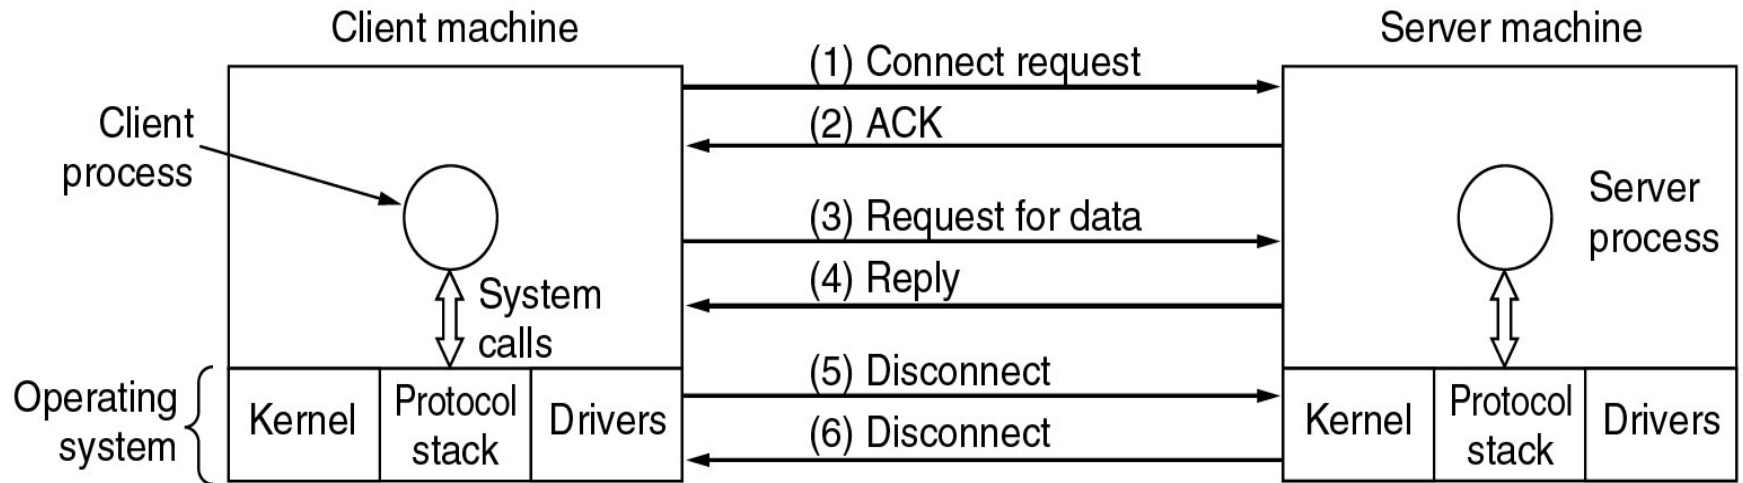 Client machine
Server machine
(1) Connect request
(2) ACK
Client
process
(3) Request for data
Server
process
(4) Reply
System
calls
(5) Disconnect
Operating
system
Kernel
Protocol
stack
Drivers
(6) Disconnect
Kernel
Protocol
stack
Drivers